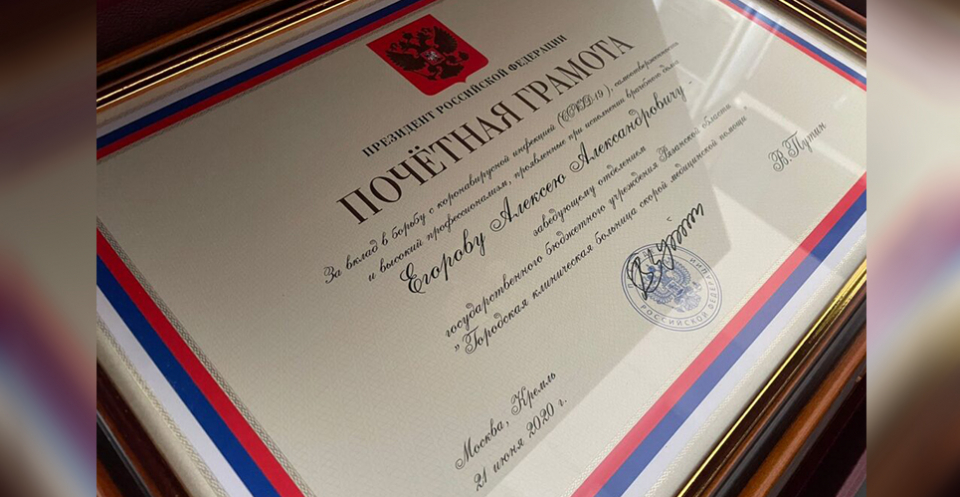 ПРЕЗИДЕНТ РОССИЙСКОЙ ФЕДЕРАЦИИ
ПОЧЁТНАЯ ГРАМОТА
За вклад в борьбу с коронавирусной инфекцией (COVID-19), самоотверженность
и высокий профессионализм, проявленные при исполнении врачебного долга
Егорову Алексею Александровичу -
заведующему отделением
государственного бюджетного учреждения Рязанской области
"Городская клиническая больница скорой медицинской помощи"
В.Путин
РОССИЙСКОЙ
Москва, Кремль
21 июня 2020 г.